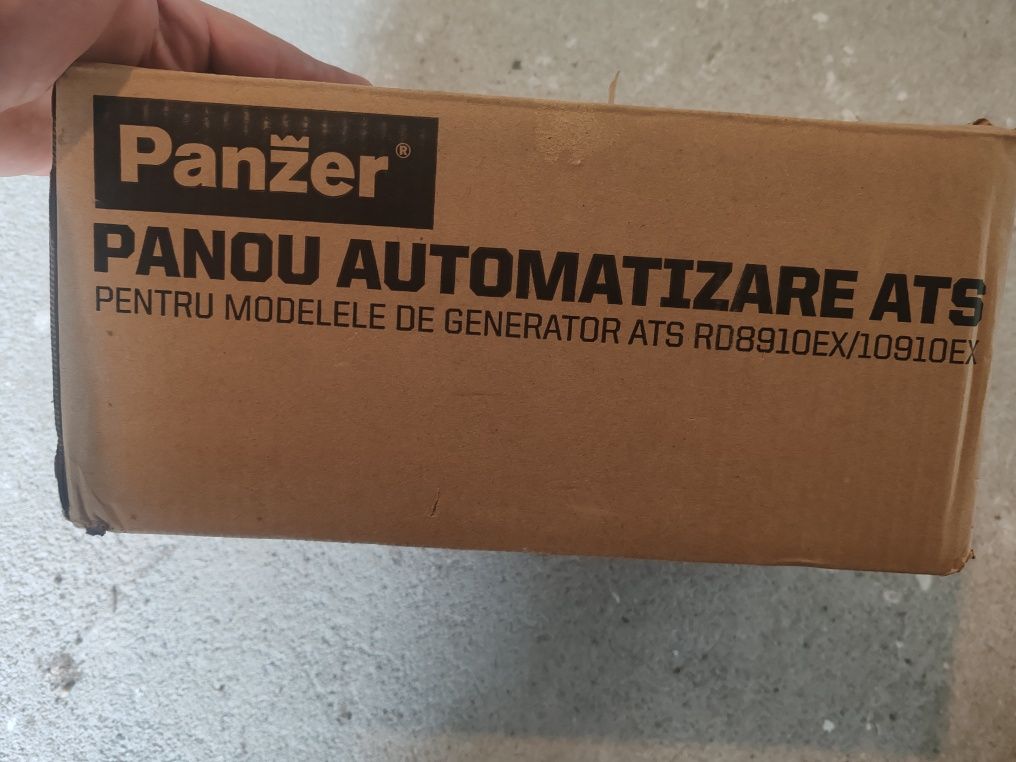 Panzer®
PANOU AUTOMATIZARE ATS
PENTRU MODELELE DE GENERATOR ATS RD8910EX/10910EX